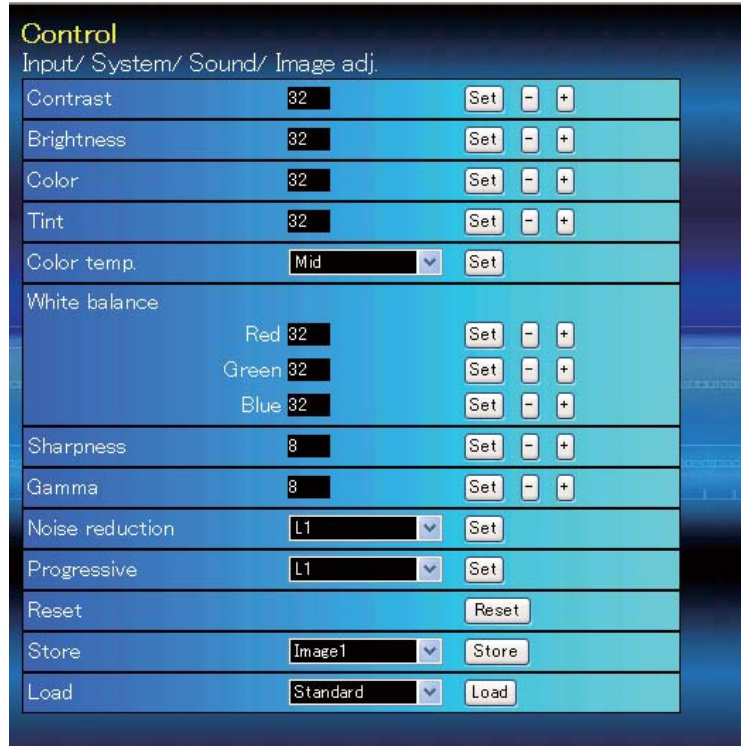 Control
Input/ System/ Sound/ Image adj.
Contrast 32 Set - +
Brightness 32 Set - +
Color 32 Set - +
Tint 32 Set - +
Color temp. Mid Set
White balance
Red 32 Set - +
Green 32 Set - +
Blue 32 Set - +
Sharpness 8 Set - +
Gamma 8 Set - +
Noise reduction L1 Set
Progressive L1 Set
Reset Reset
Store Image1 Store
Load Standard Load